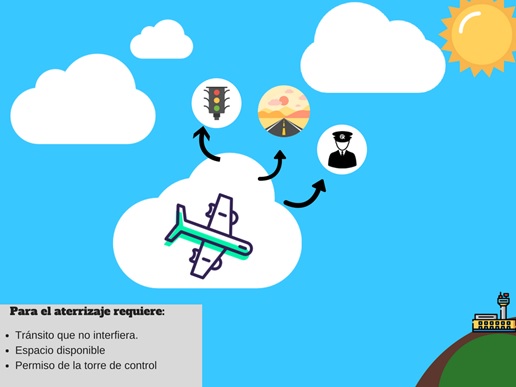 Para el aterrizaje requiere:
• Tránsito que no interfiera.
• Espacio disponible
• Permiso de la torre de control